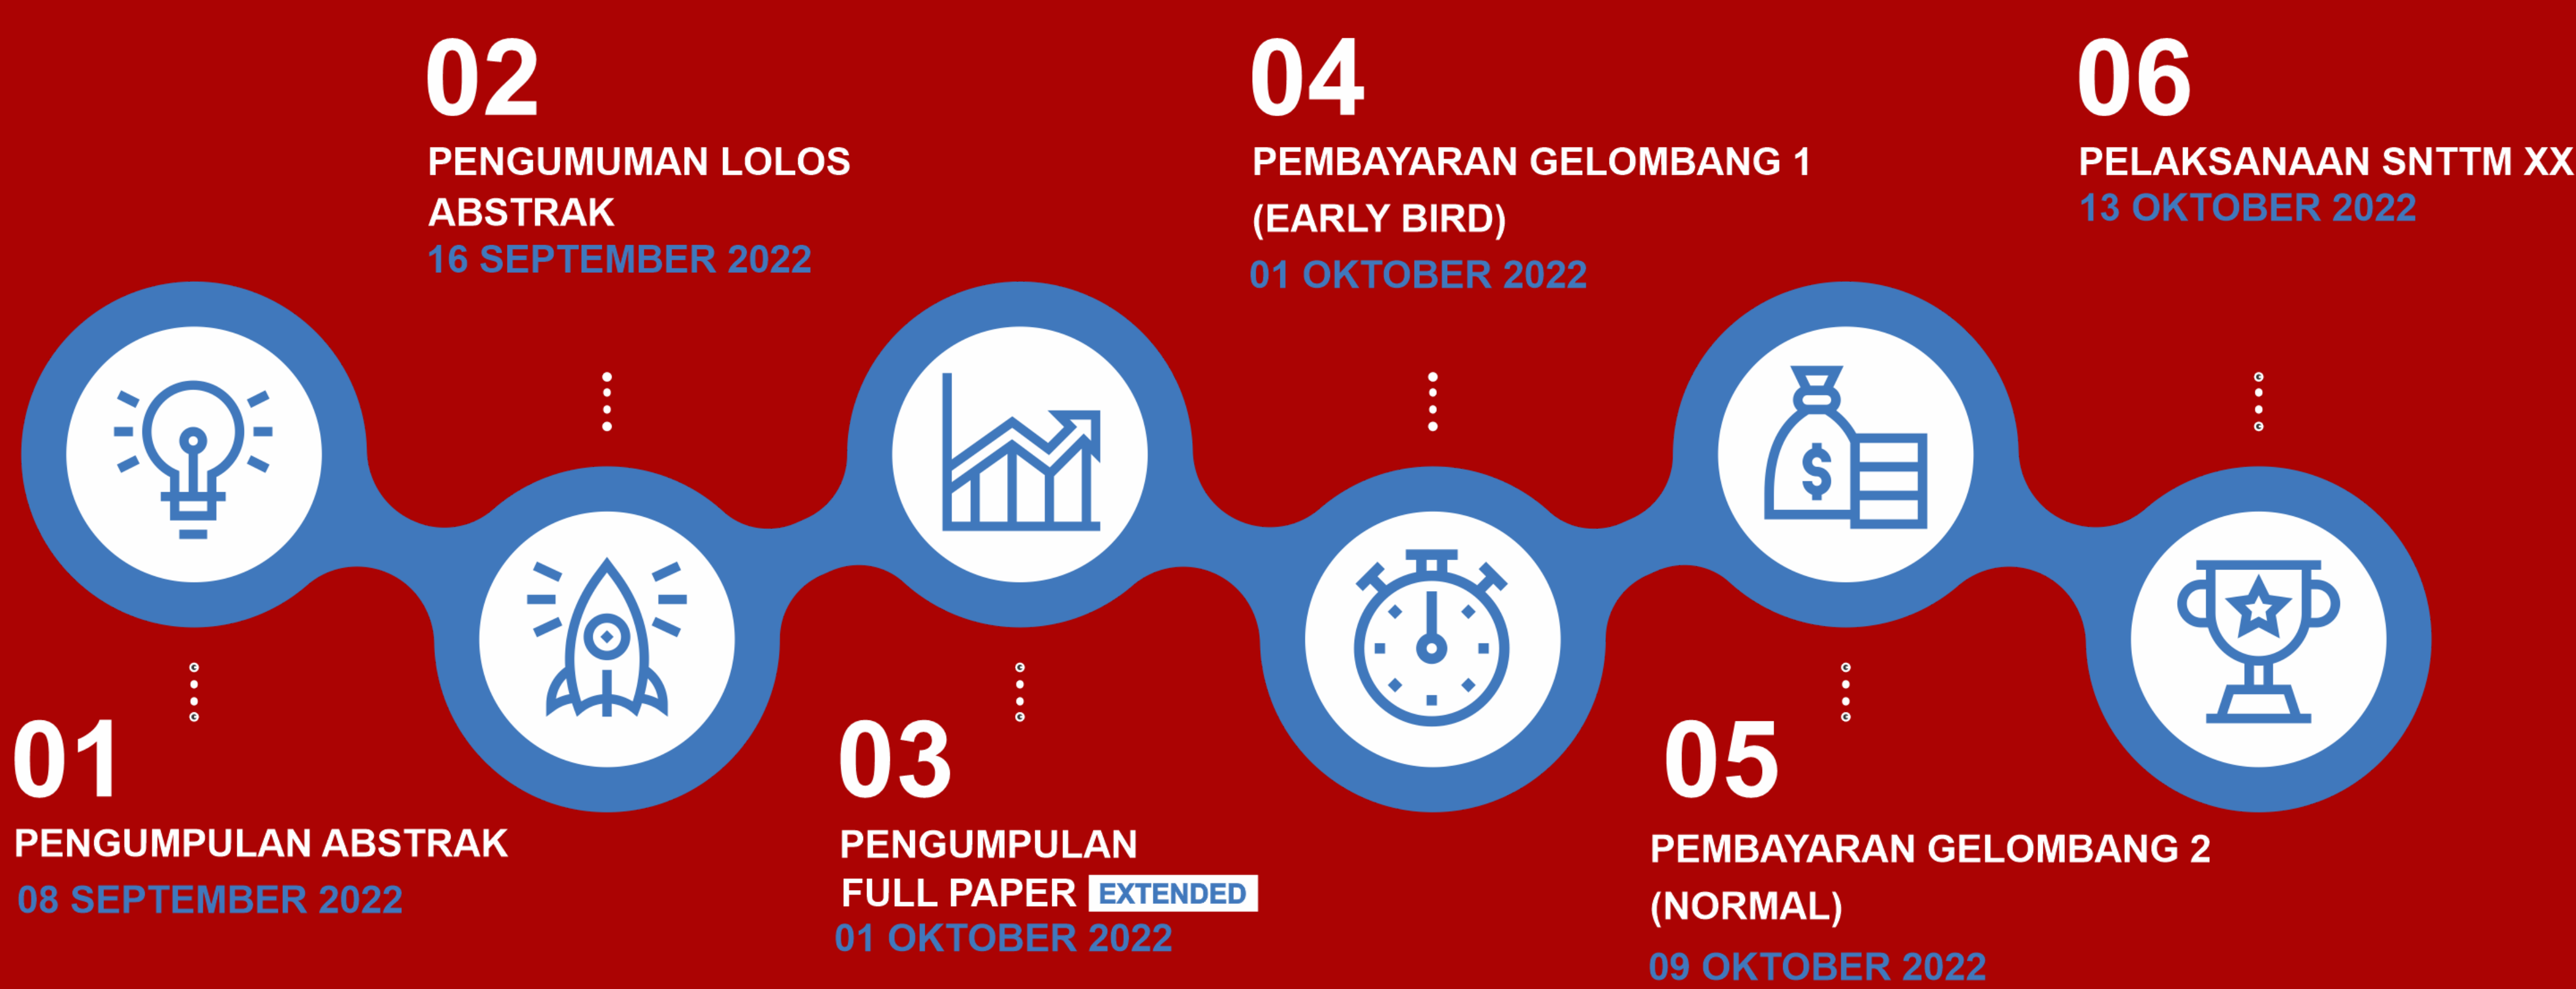 01
PENGUMPULAN ABSTRAK
08 SEPTEMBER 2022
02
PENGUMUMAN LOLOS
ABSTRAK
16 SEPTEMBER 2022
03
PENGUMPULAN
FULL PAPER EXTENDED
01 OKTOBER 2022
04
PEMBAYARAN GELOMBANG 1
(EARLY BIRD)
01 OKTOBER 2022
05
PEMBAYARAN GELOMBANG 2
(NORMAL)
09 OKTOBER 2022
06
PELAKSANAAN SNTTM XX
13 OKTOBER 2022
$